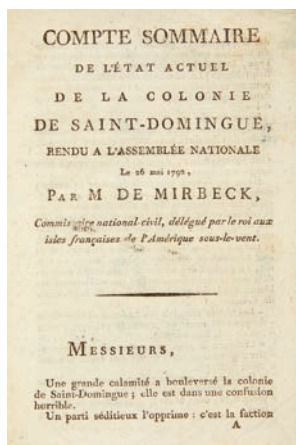 COMPTE SOMMAIRE
DE L'ÉTAT ACTUEL
DE LA COLONIE
DE SAINT-DOMINGUE,
RENDU A L'ASSEMBLÉE NATIONALE
Le 26 mai 1792,
PAR M DE MIRBECK,
Commissaire national-civil, délégué par le roi aux
isles françaises de l'Amérique sous-le-vent.
MESSIEURS,
Une grande calamité a bouleversé la colonie
de Saint-Domingue ; elle est dans une confusion
horrible.
Un parti séditieux l'opprime : c'est la faction
A